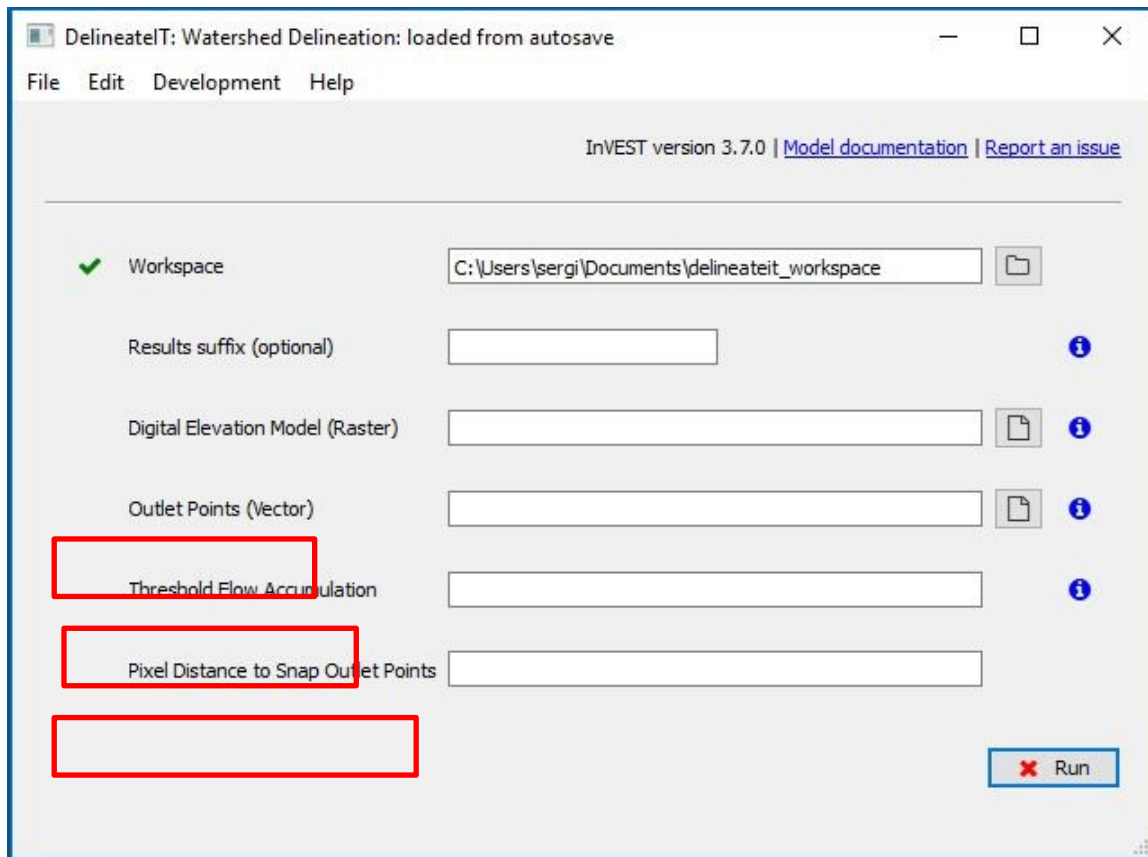 DelineateIT: Watershed Delineation: loaded from autosave
File Edit Development Help
InVEST version 3.7.0 | Model documentation | Report an issue
Workspace C:\Users\sergi\Documents\delineateit_workspace
Results suffix (optional)
Digital Elevation Model (Raster)
Outlet Points (Vector)
Threshold Flow Accumulation
Pixel Distance to Snap Outlet Points
Run